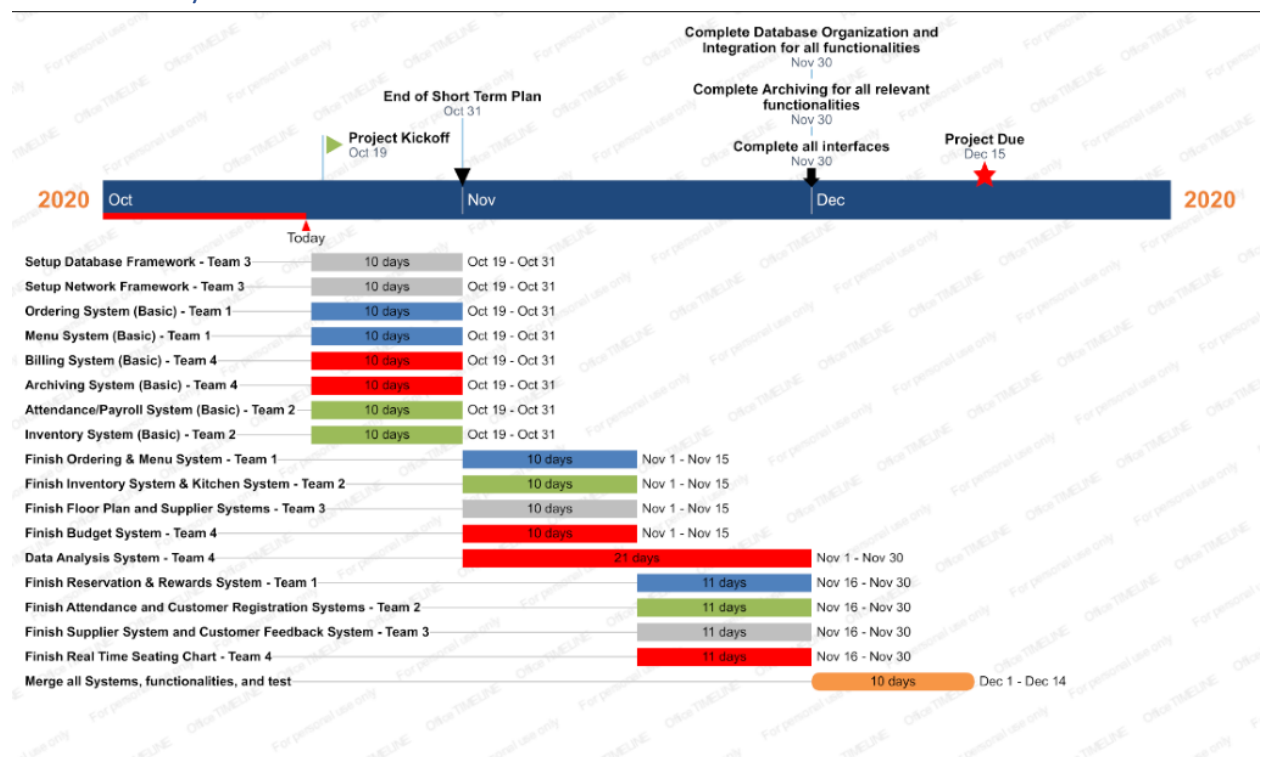 Complete Database Organization and
Integration for all functionalities
Nov 30
Complete Archiving for all relevant
functionalities
Nov 30
End of Short Term Plan
Oct 31
Project Kickoff
Oct 19
Complete all interfaces
Nov 30
Project Due
Dec 15
2020 Oct Nov Dec 2020
Today
Setup Database Framework - Team 3 10 days Oct 19 - Oct 31
Setup Network Framework - Team 3 10 days Oct 19 - Oct 31
Ordering System (Basic) - Team 1 10 days Oct 19 - Oct 31
Menu System (Basic) - Team 1 10 days Oct 19 - Oct 31
Billing System (Basic) - Team 4 10 days Oct 19 - Oct 31
Archiving System (Basic) - Team 4 10 days Oct 19 - Oct 31
Attendance/Payroll System (Basic) - Team 2 10 days Oct 19 - Oct 31
Inventory System (Basic) - Team 2 10 days Oct 19 - Oct 31
Finish Ordering & Menu System - Team 1 10 days Nov 1 - Nov 15
Finish Inventory System & Kitchen System - Team 2 10 days Nov 1 - Nov 15
Finish Floor Plan and Supplier Systems - Team 3 10 days Nov 1 - Nov 15
Finish Budget System - Team 4 10 days Nov 1 - Nov 15
Data Analysis System - Team 4 21 days Nov 1 - Nov 30
Finish Reservation & Rewards System - Team 1 11 days Nov 16 - Nov 30
Finish Attendance and Customer Registration Systems - Team 2 11 days Nov 16 - Nov 30
Finish Supplier System and Customer Feedback System - Team 3 11 days Nov 16 - Nov 30
Finish Real Time Seating Chart - Team 4 11 days Nov 16 - Nov 30
Merge all Systems, functionalities, and test 10 days Dec 1 - Dec 14
For personal use only
Office TIMELINE